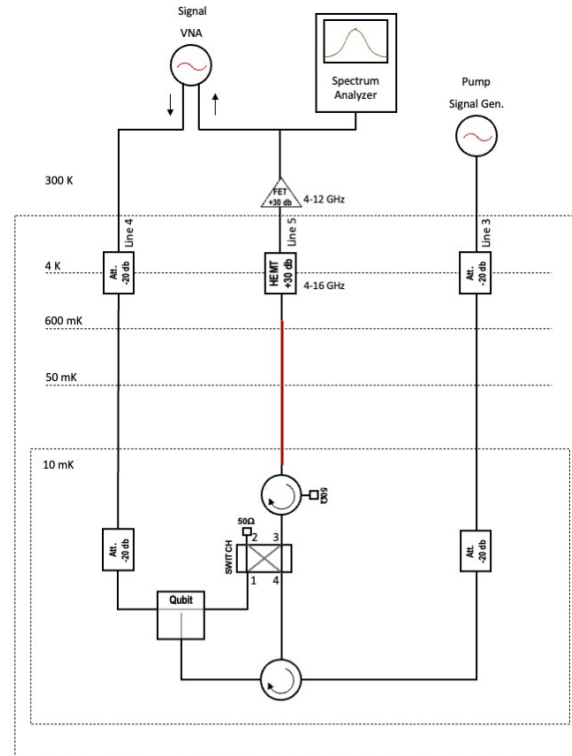 Signal
VNA
Spectrum
Analyzer
Pump
Signal Gen.
300 K
FET
+30 db
4-12 GHz
Line 4
Line 5
Line 3
4 K
Att.
-20 db
HEMT
+30 db
4-16 GHz
Att.
-20 db
600 mK
50 mK
10 mK
50Ω
50Ω
2 3
SWITCH
1 4
Att.
-20 db
Att.
-20 db
Qubit